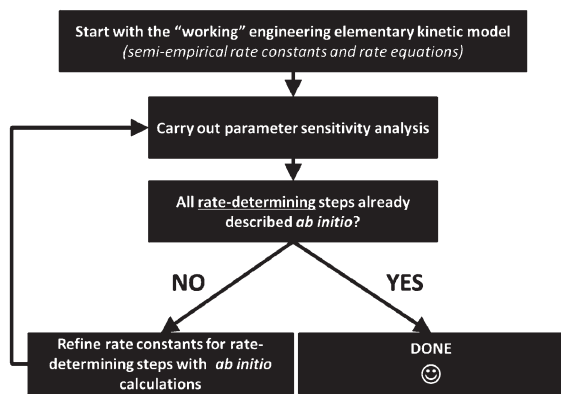 Start with the “working” engineering elementary kinetic model
(semi-empirical rate constants and rate equations)
Carry out parameter sensitivity analysis
All rate-determining steps already
described ab initio?
NO
YES
Refine rate constants for rate-
determining steps with ab initio
calculations
DONE